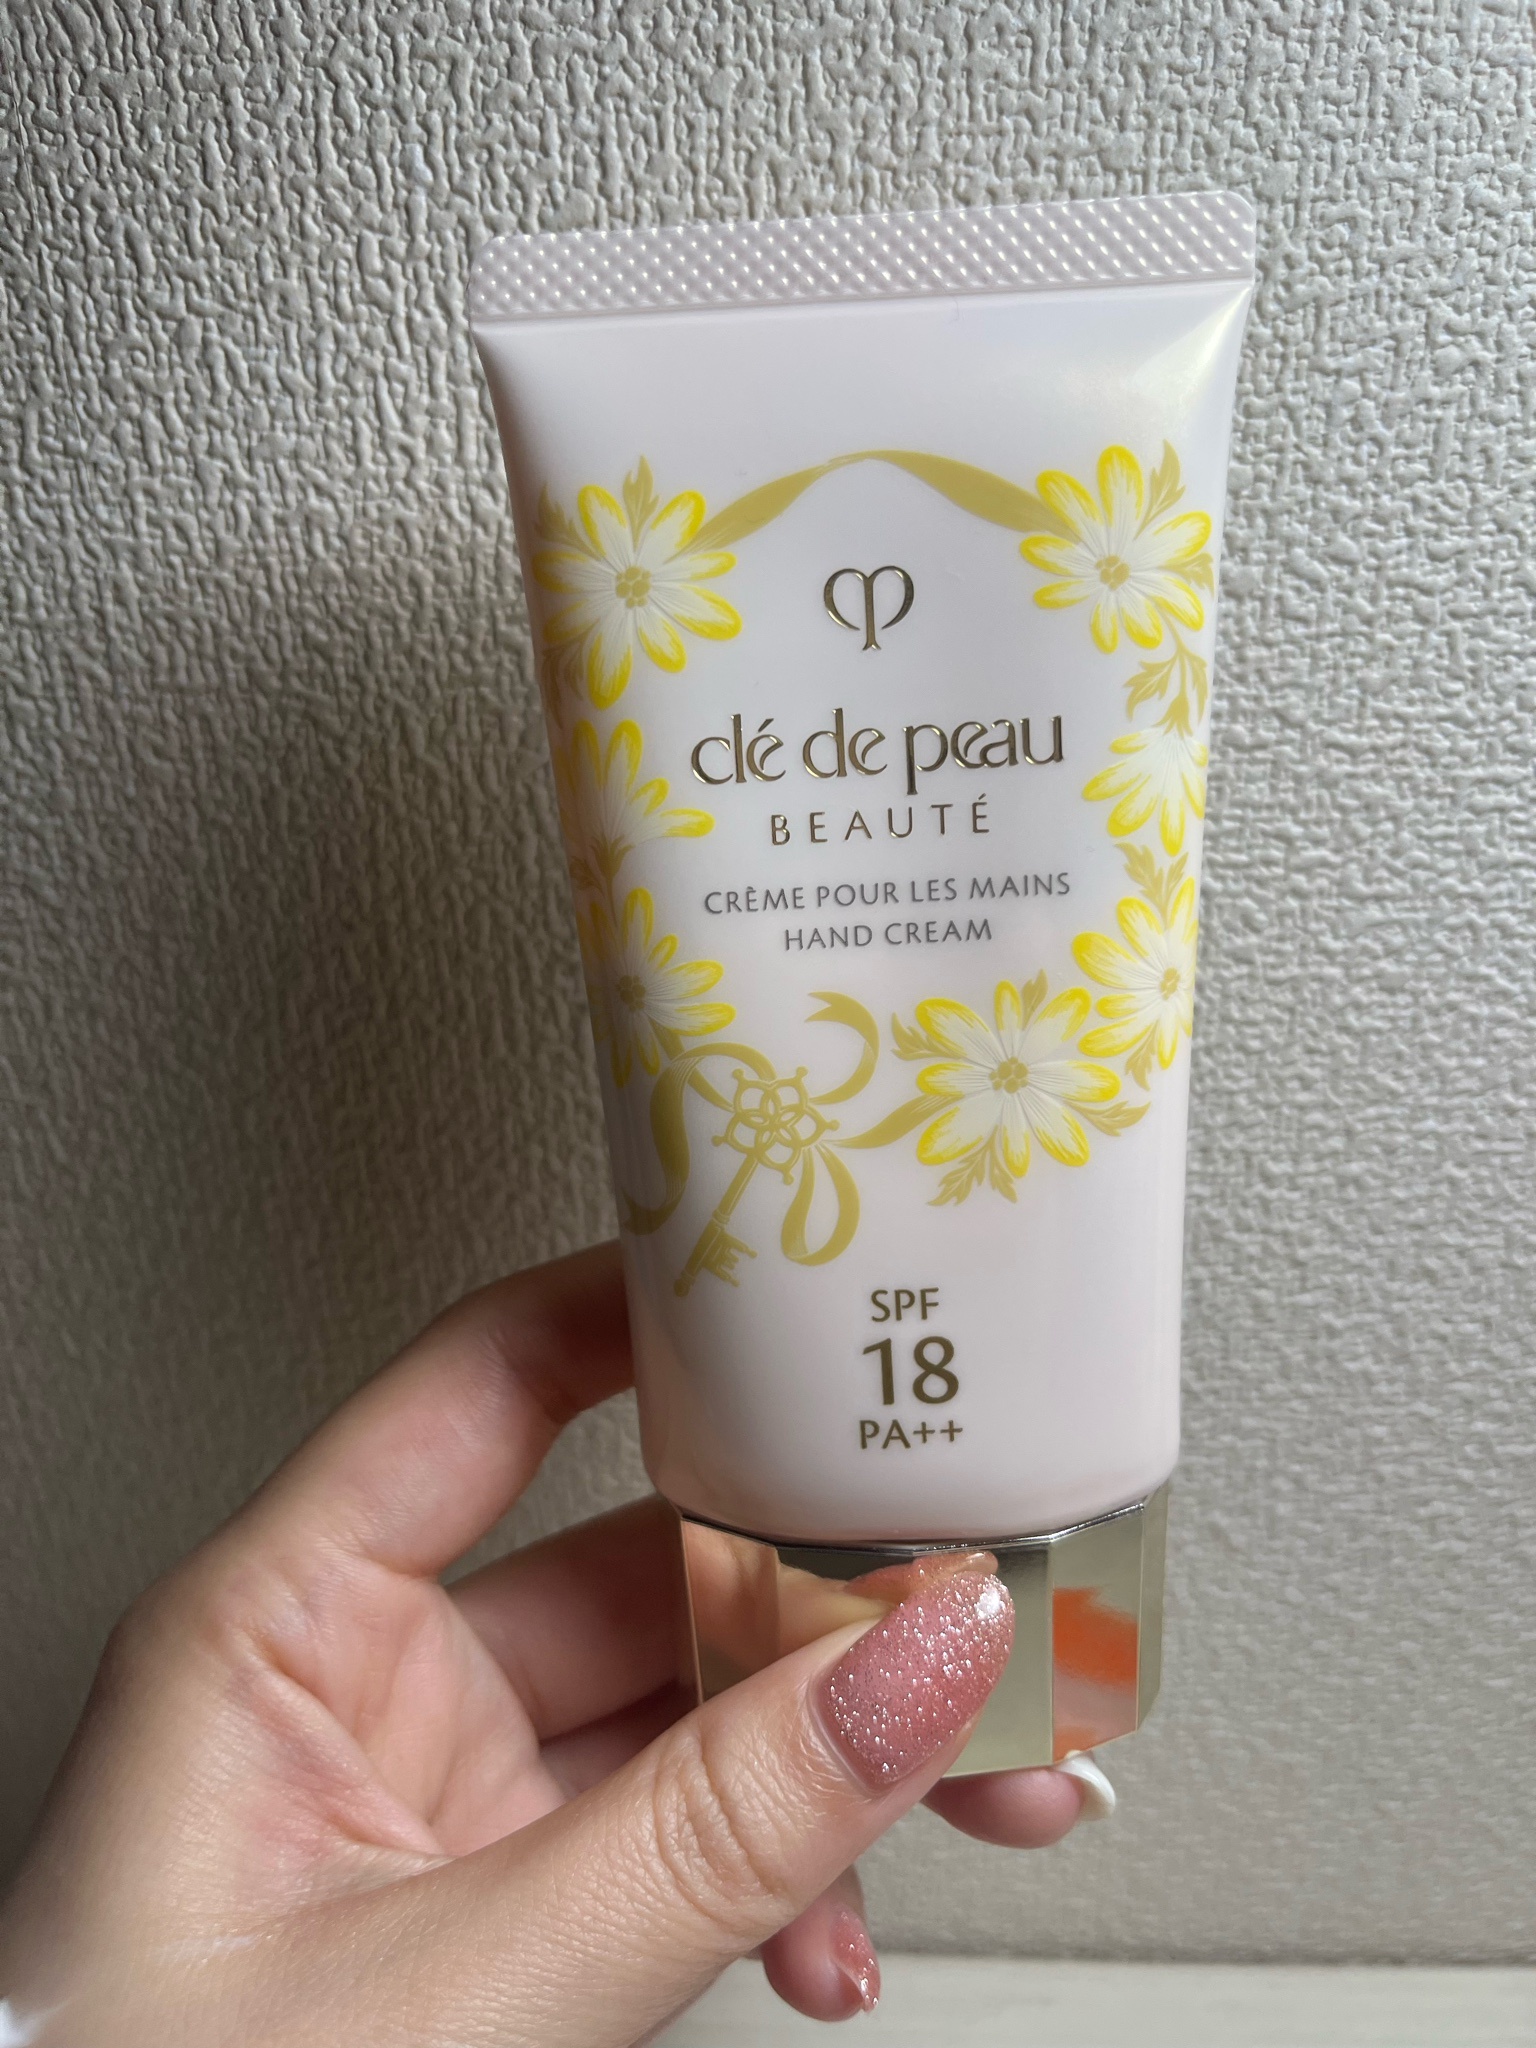 clé de peau
BEAUTÉ
CRÈME POUR LES MAINS
HAND CREAM
SPF
18
PA++